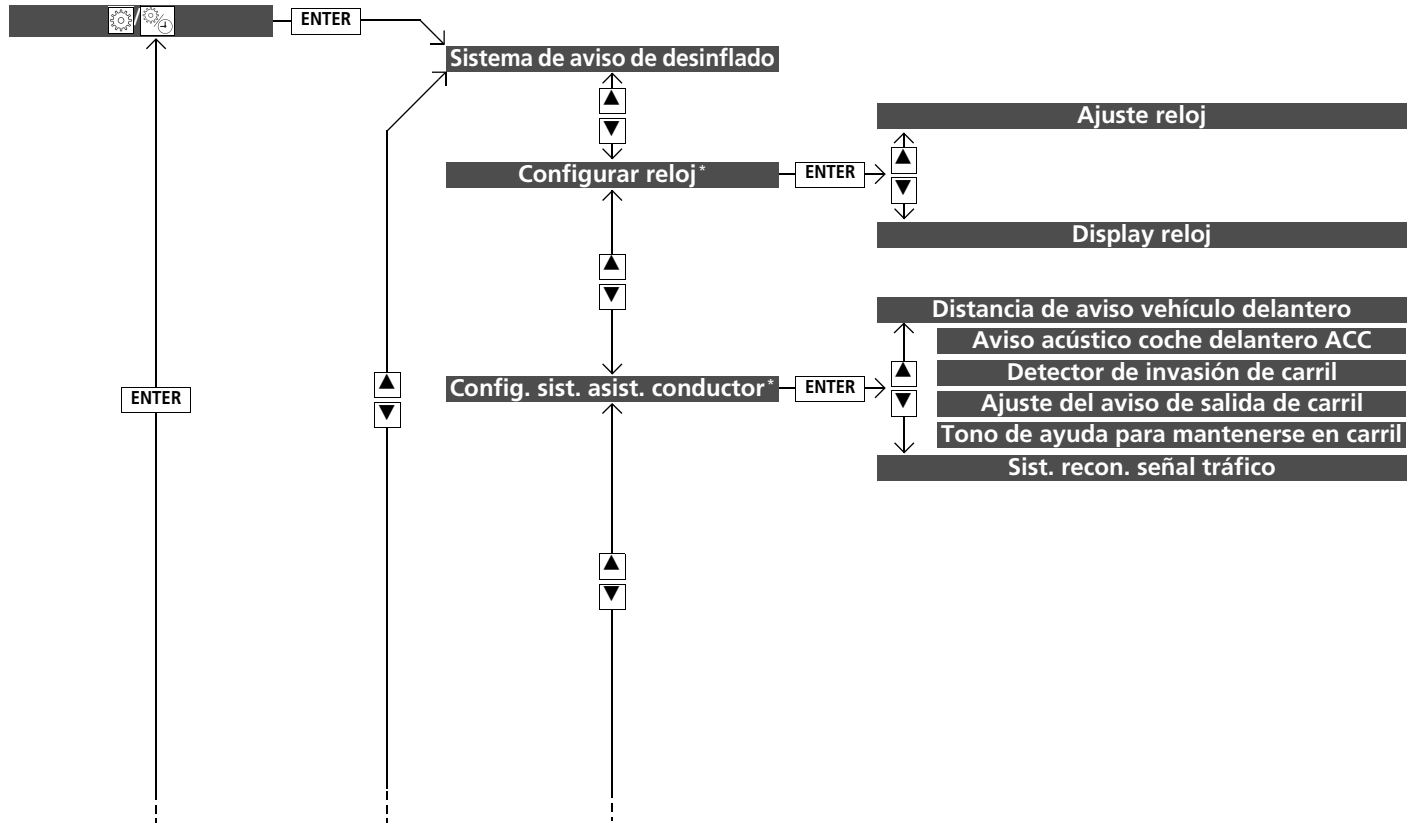 ENTER
Sistema de aviso de desinflado
▲
▼
Ajuste reloj
Configurar reloj*
ENTER
▲
▼
Display reloj
▲
▼
Distancia de aviso vehículo delantero
Aviso acústico coche delantero ACC
Detector de invasión de carril
Config. sist. asist. conductor*
ENTER
▲
▼
Ajuste del aviso de salida de carril
Tono de ayuda para mantenerse en carril
Sist. recon. señal tráfico
ENTER
▲
▼
▲
▼